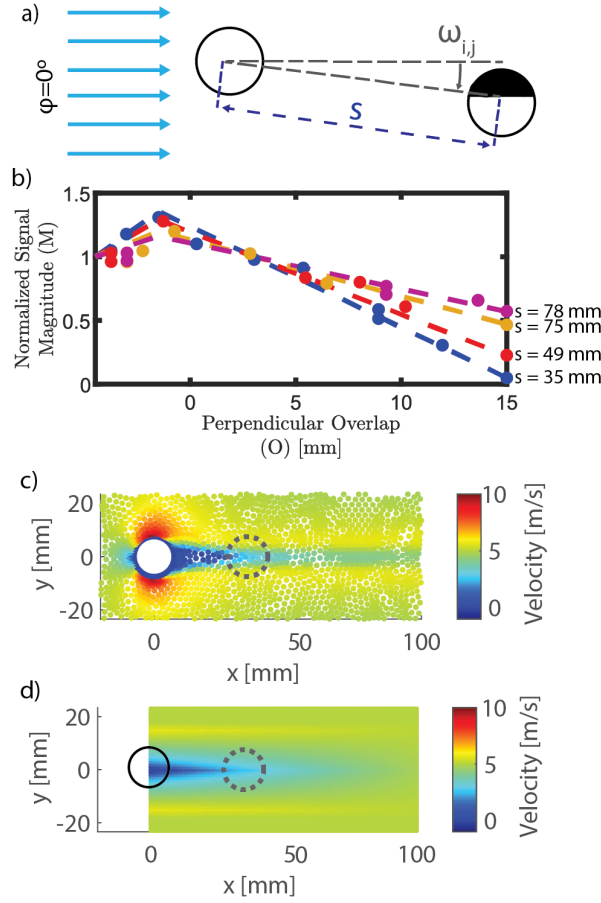 a)
φ=0°
ω i,j
S
b)
Normalized Signal
Magnitude (M)
1.5
1
0.5
0
0
5
10
15
s = 78 mm
s = 75 mm
s = 49 mm
s = 35 mm
Perpendicular Overlap
(O) [mm]
c)
y [mm]
20
0
-20
0
50
100
x [mm]
10
5
0
Velocity [m/s]
d)
y [mm]
20
0
-20
0
50
100
x [mm]
10
5
0
Velocity [m/s]